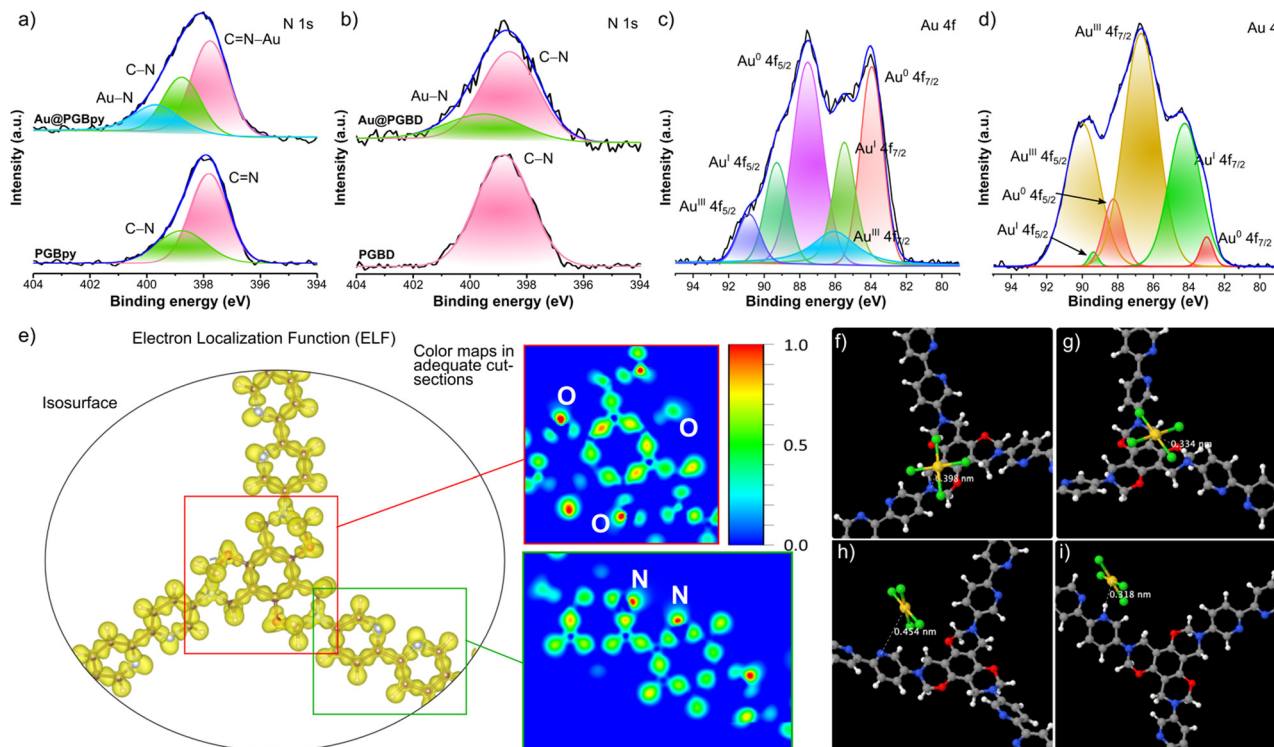 a)
N 1s
C=N–Au
C–N
Au–N
Au@PGBpy
C=N
C–N
PGBpy
Intensity (a.u.)
404 402 400 398 396 394
Binding energy (eV)
b)
N 1s
C–N
Au–N
Au@PGBD
C–N
PGBD
Intensity (a.u.)
404 402 400 398 396 394
Binding energy (eV)
c)
Au 4f
Au⁰ 4f5/2
Au⁰ 4f7/2
Auᴵ 4f5/2
Auᴵ 4f7/2
Auᴵᴵᴵ 4f5/2
Auᴵᴵᴵ 4f7/2
Intensity (a.u.)
94 92 90 88 86 84 82 80
Binding energy (eV)
d)
Au 4
Auᴵᴵᴵ 4f7/2
Auᴵᴵᴵ 4f5/2
Au⁰ 4f5/2
Auᴵ 4f5/2
Auᴵ 4f7/2
Au⁰ 4f7/2
Intensity (a.u.)
94 92 90 88 86 84 82 80
Binding energy (eV)
e)
Electron Localization Function (ELF)
Isosurface
Color maps in
adequate cut-
sections
O
O
O
1.0
0.5
0.0
N
N
f)
0.398 nm
g)
0.334 nm
h)
0.454 nm
i)
0.318 nm